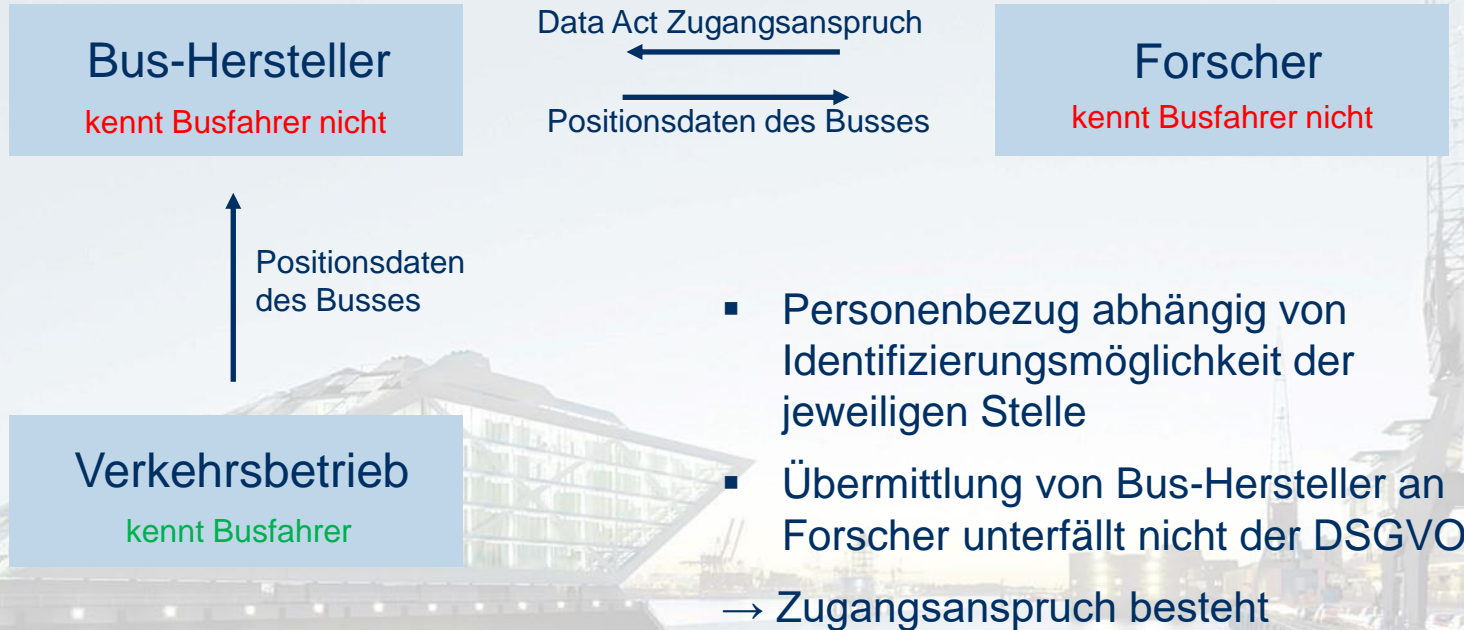 Bus-Hersteller
kennt Busfahrer nicht
Data Act Zugangsanspruch
Positionsdaten des Busses
Forscher
kennt Busfahrer nicht
Positionsdaten
des Busses
Verkehrsbetrieb
kennt Busfahrer
▪ Personenbezug abhängig von
Identifizierungsmöglichkeit der
jeweiligen Stelle
▪ Übermittlung von Bus-Hersteller an
Forscher unterfällt nicht der DSGVO
→ Zugangsanspruch besteht